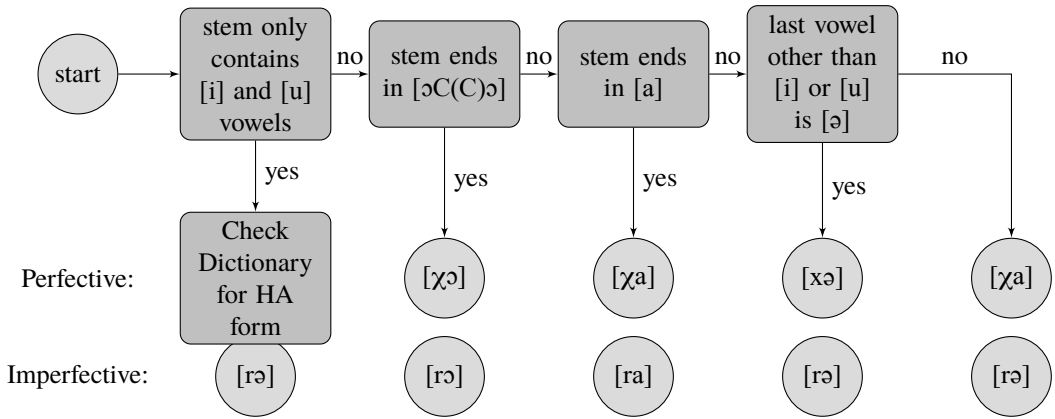 start
stem only
contains
[i] and [u]
vowels
no
stem ends
in [ɔC(C)ɔ]
no
stem ends
in [a]
no
last vowel
other than
[i] or [u]
is [ə]
no
yes
yes
yes
yes
Perfective:
Check
Dictionary
for HA
form
[χɔ]
[χa]
[xə]
[χa]
Imperfective:
[rə]
[rɔ]
[ra]
[rə]
[rə]